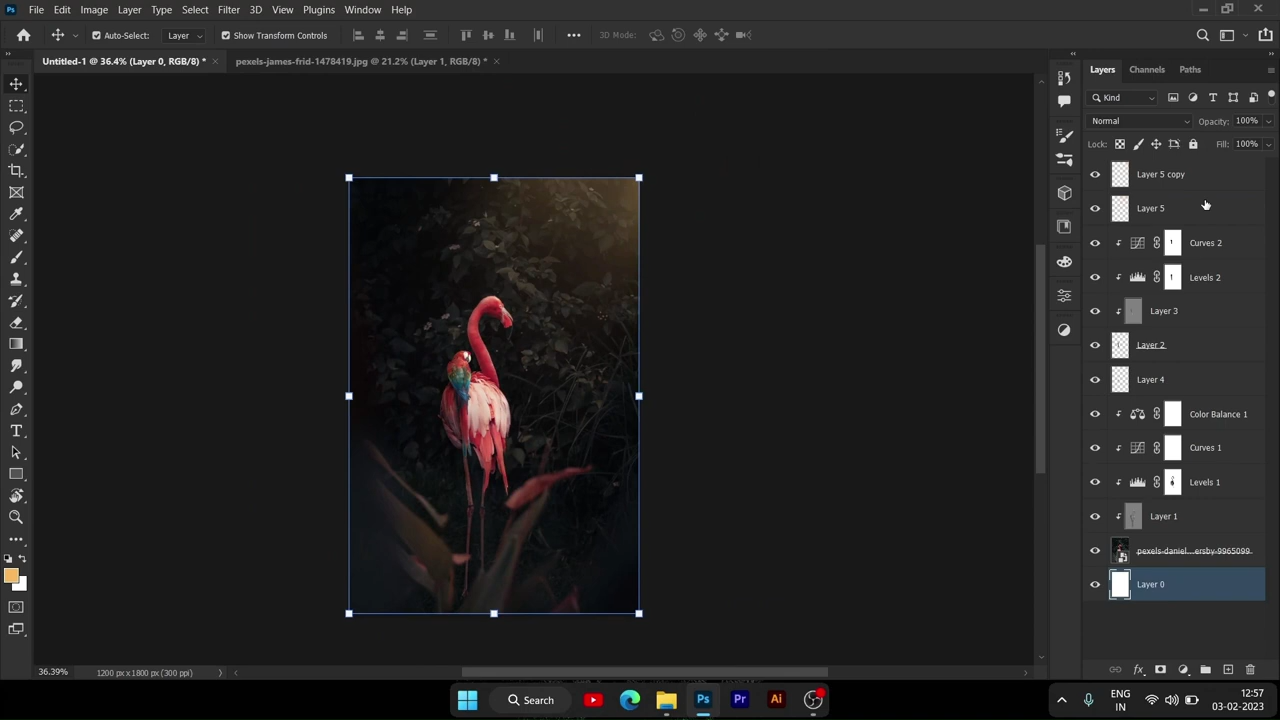 Ps File Edit Image Layer Type Select Filter 3D View Plugins Window Help
Auto-Select: Layer Show Transform Controls 3D Mode:
Untitled-1 @ 36.4% (Layer 0, RGB/8) * pexels-james-frid-1478419.jpg @ 21.2% (Layer 1, RGB/8) *
Layers Channels Paths
Kind
Normal Opacity: 100%
Lock: Fill: 100%
Layer 5 copy
Layer 5
Curves 2
Levels 2
Layer 3
Layer 2
Layer 4
Color Balance 1
Curves 1
Levels 1
Layer 1
pexels-daniel...ersby-9965099
Layer 0
36.39% 1200 px x 1800 px (300 ppi)
Search Ps Pr Ai
ENG
IN
12:57
03-02-2023